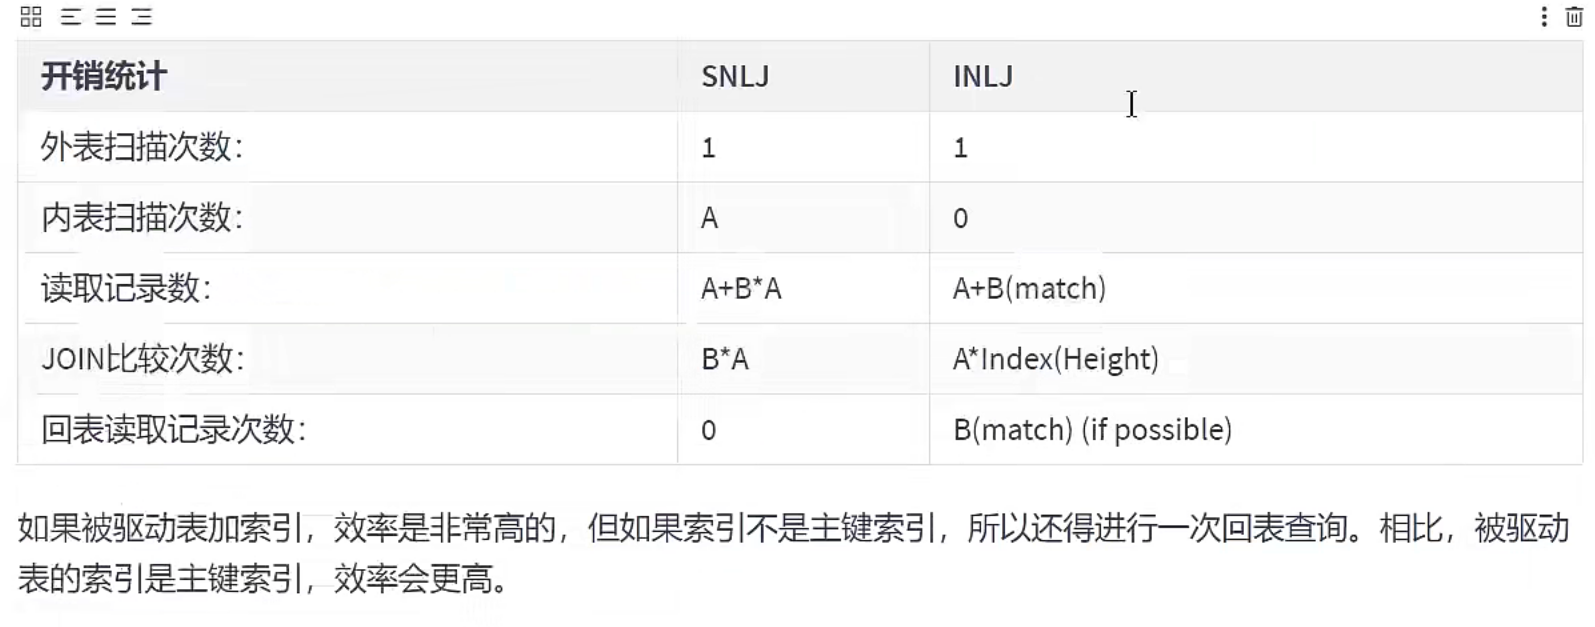 开销统计 SNLJ INLJ
外表扫描次数： 1 1
内表扫描次数： A 0
读取记录数： A+B*A A+B(match)
JOIN比较次数： B*A A*Index(Height)
回表读取记录次数： 0 B(match) (if possible)
如果被驱动表加索引，效率是非常高的，但如果索引不是主键索引，所以还得进行一次回表查询。相比，被驱动
表的索引是主键索引，效率会更高。